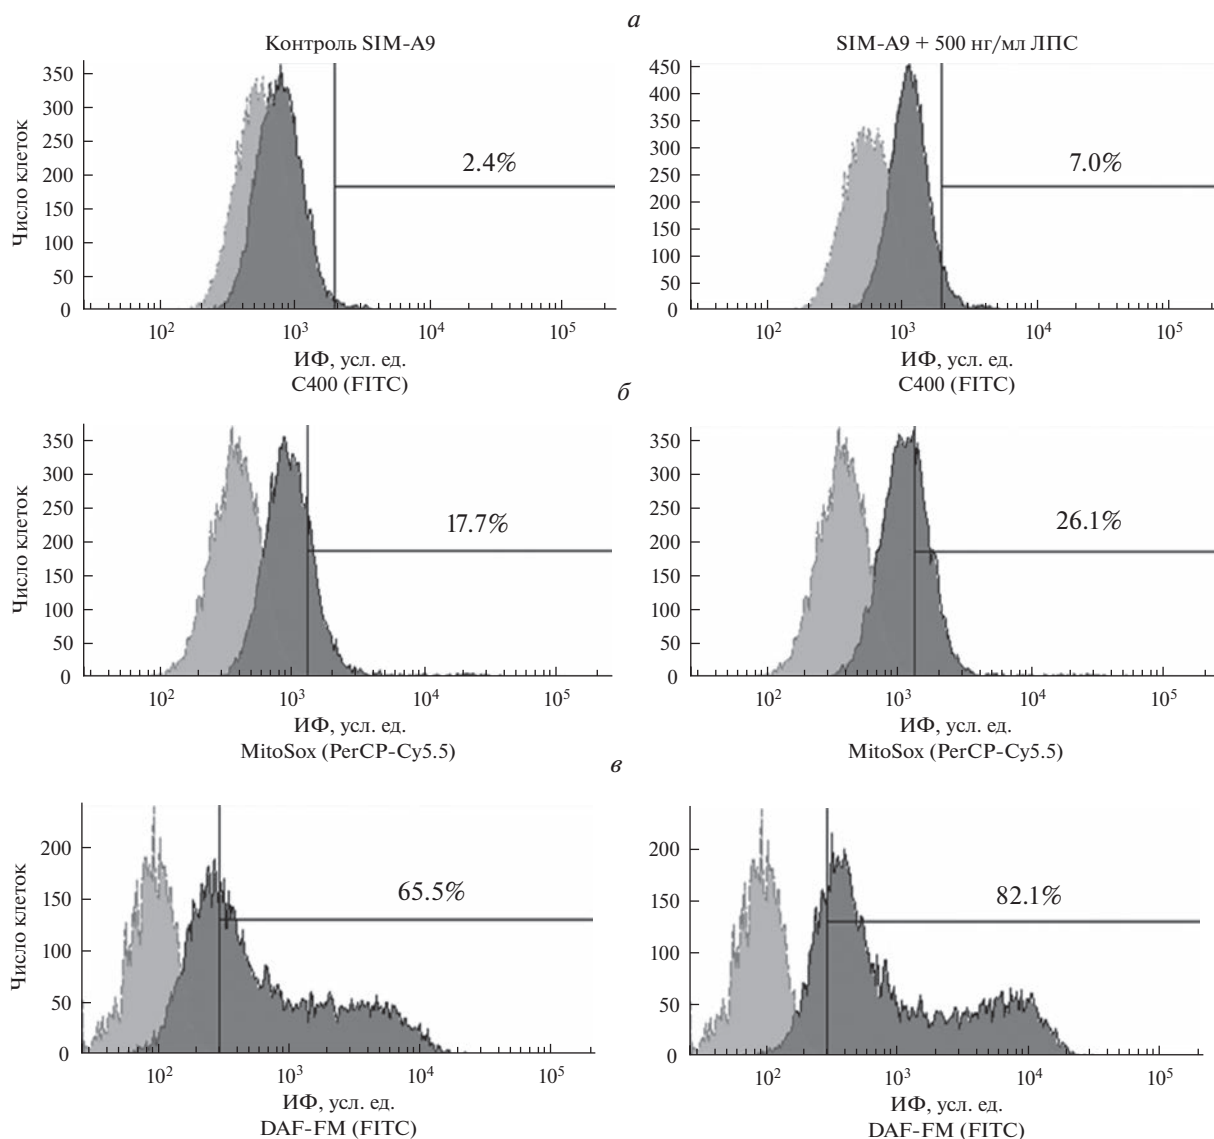 а
Контроль SIM-A9
SIM-A9 + 500 нг/мл ЛПС
Число клеток
350
300
250
200
150
100
50
0
2.4%
10² 10³ 10⁴ 10⁵
ИФ, усл. ед.
C400 (FITC)
450
400
350
300
250
200
150
100
50
0
7.0%
10² 10³ 10⁴ 10⁵
ИФ, усл. ед.
C400 (FITC)
б
Число клеток
350
300
250
200
150
100
50
0
17.7%
10² 10³ 10⁴ 10⁵
ИФ, усл. ед.
MitoSox (PerCP-Cy5.5)
350
300
250
200
150
100
50
0
26.1%
10² 10³ 10⁴ 10⁵
ИФ, усл. ед.
MitoSox (PerCP-Cy5.5)
в
Число клеток
200
150
100
50
0
65.5%
10² 10³ 10⁴ 10⁵
ИФ, усл. ед.
DAF-FM (FITC)
200
150
100
50
0
82.1%
10² 10³ 10⁴ 10⁵
ИФ, усл. ед.
DAF-FM (FITC)